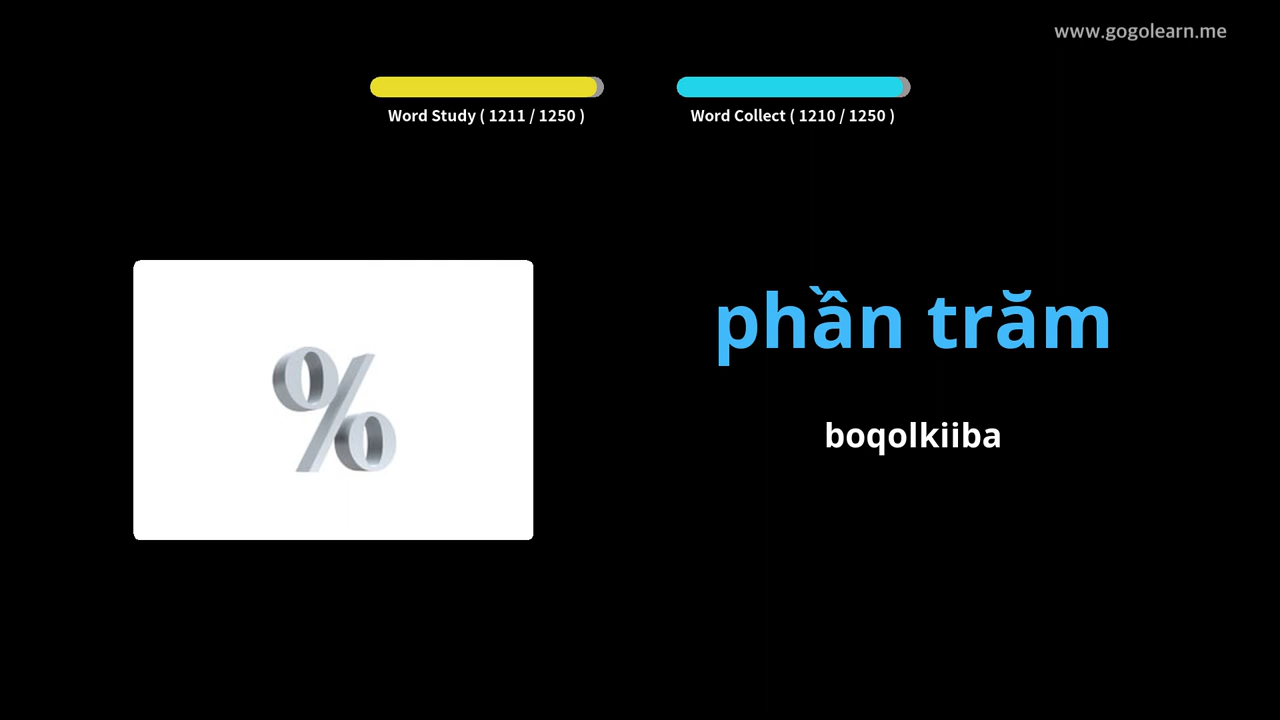 www.gogolearn.me
Word Study ( 1211 / 1250 )
Word Collect ( 1210 / 1250 )
%
phần trăm
boqolkiiba